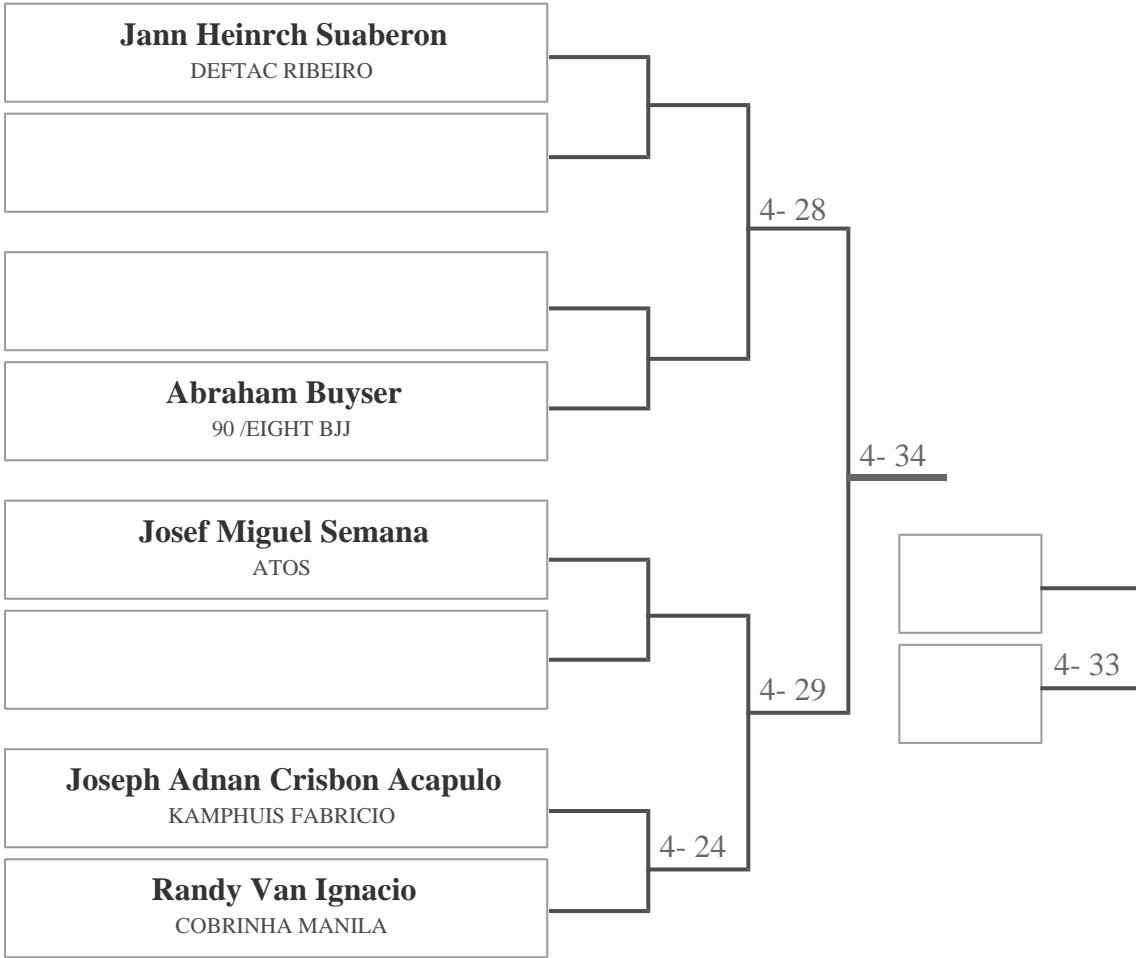 Jann Heinrch Suaberon
DEFTAC RIBEIRO
4- 28
Abraham Buyser
90 /EIGHT BJJ
4- 34
Josef Miguel Semana
ATOS
4- 33
4- 29
Joseph Adnan Crisbon Acapulo
KAMPHUIS FABRICIO
4- 24
Randy Van Ignacio
COBRINHA MANILA